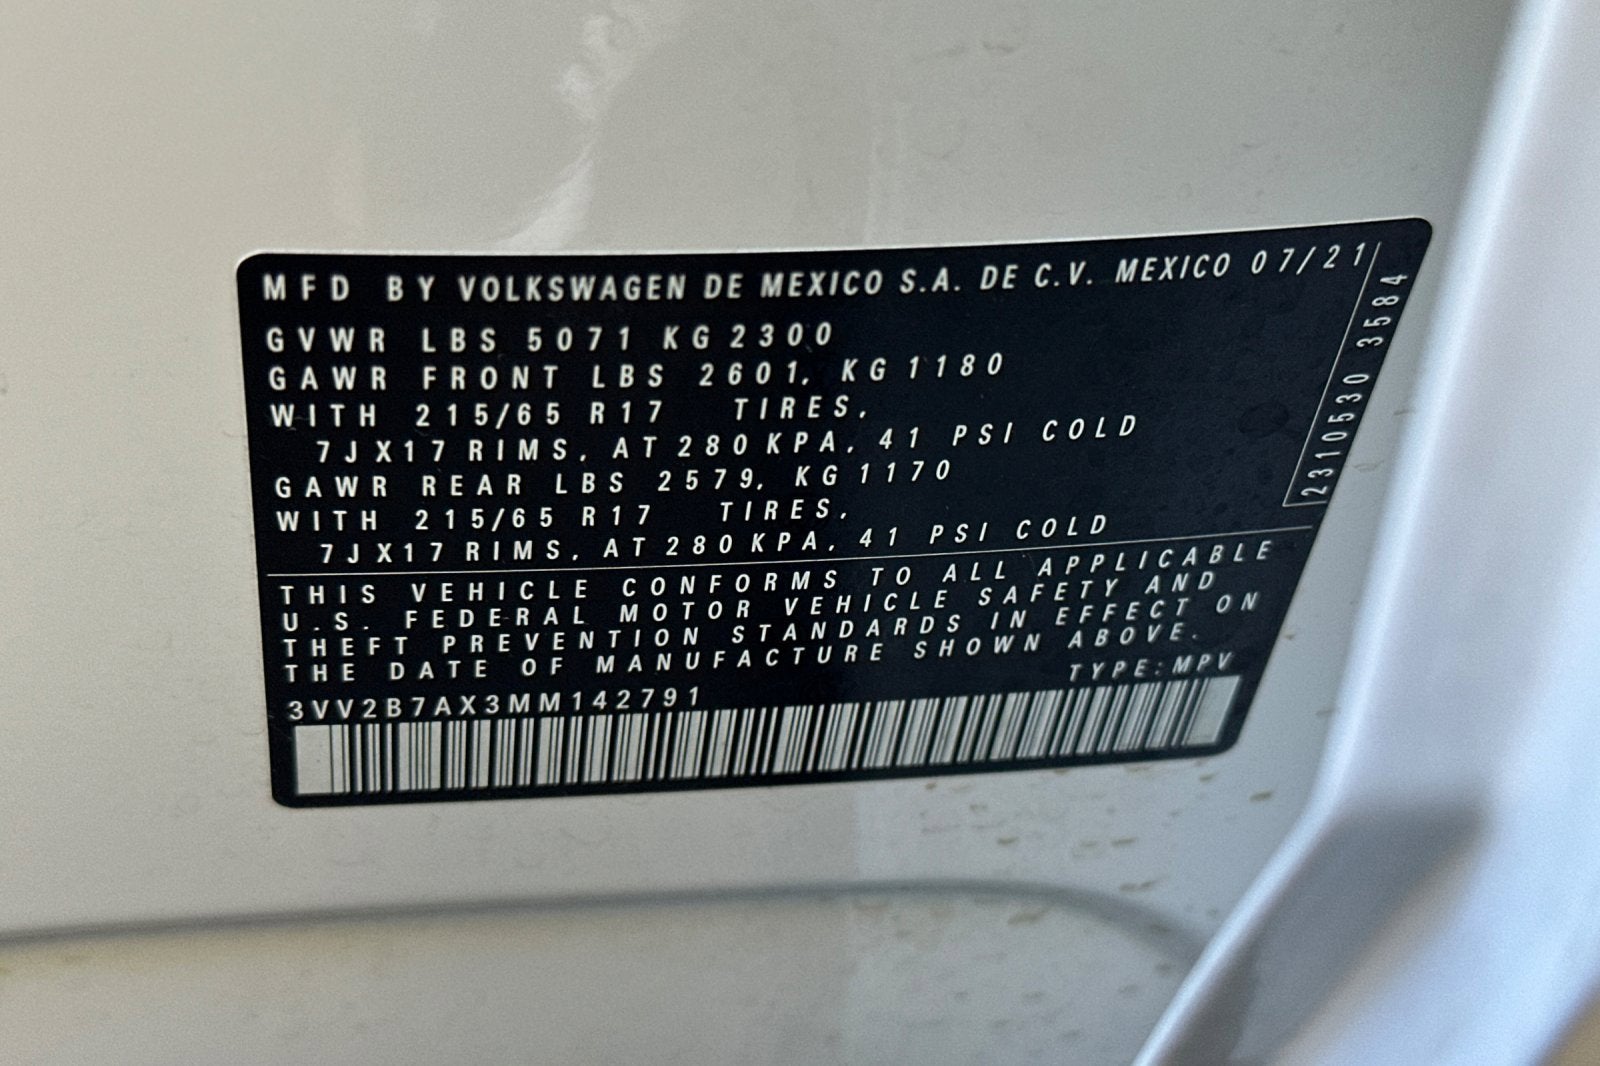 MFD BY VOLKSWAGEN DE MEXICO S.A. DE C.V. MEXICO 07/21
GVWR LBS 5071 KG 2300
GAWR FRONT LBS 2601, KG 1180
WITH 215/65 R17 TIRES,
7JX17 RIMS, AT 280 KPA, 41 PSI COLD
GAWR REAR LBS 2579, KG 1170
WITH 215/65 R17 TIRES,
7JX17 RIMS, AT 280 KPA, 41 PSI COLD
2310530 3584
THIS VEHICLE CONFORMS TO ALL APPLICABLE
U.S. FEDERAL MOTOR VEHICLE SAFETY AND
THEFT PREVENTION STANDARDS IN EFFECT ON
THE DATE OF MANUFACTURE SHOWN ABOVE.
3VV2B7AX3MM142791 TYPE:MPV